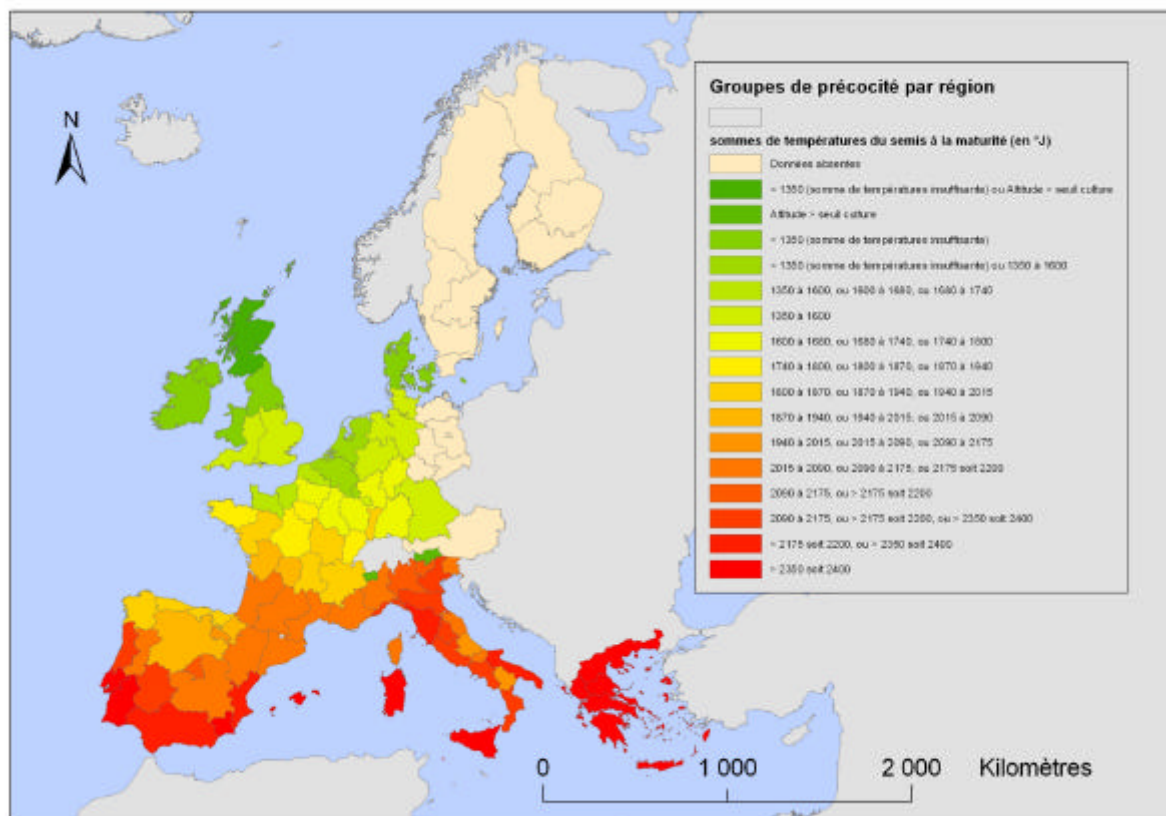 N
Groupes de précocité par région
sommes de températures du semis à la maturité (en °J)
Données absentes
< 1350 (somme de températures insuffisante) ou Altitude > seuil culture
Altitude > seuil culture
< 1350 (somme de températures insuffisante)
< 1350 (somme de températures insuffisante) ou 1350 à 1600
1350 à 1600, ou 1600 à 1680, ou 1680 à 1740
1350 à 1600
1600 à 1680, ou 1680 à 1740, ou 1740 à 1800
1740 à 1800, ou 1800 à 1870, ou 1870 à 1940
1800 à 1870, ou 1870 à 1940, ou 1940 à 2015
1870 à 1940, ou 1940 à 2015, ou 2015 à 2090
1940 à 2015, ou 2015 à 2090, ou 2090 à 2175
2015 à 2090, ou 2090 à 2175, ou 2175 soit 2200
2090 à 2175, ou > 2175 soit 2200
2090 à 2175, ou > 2175 soit 2200, ou > 2350 soit 2400
> 2175 soit 2200, ou > 2350 soit 2400
> 2350 soit 2400
0 1 000 2 000 Kilomètres